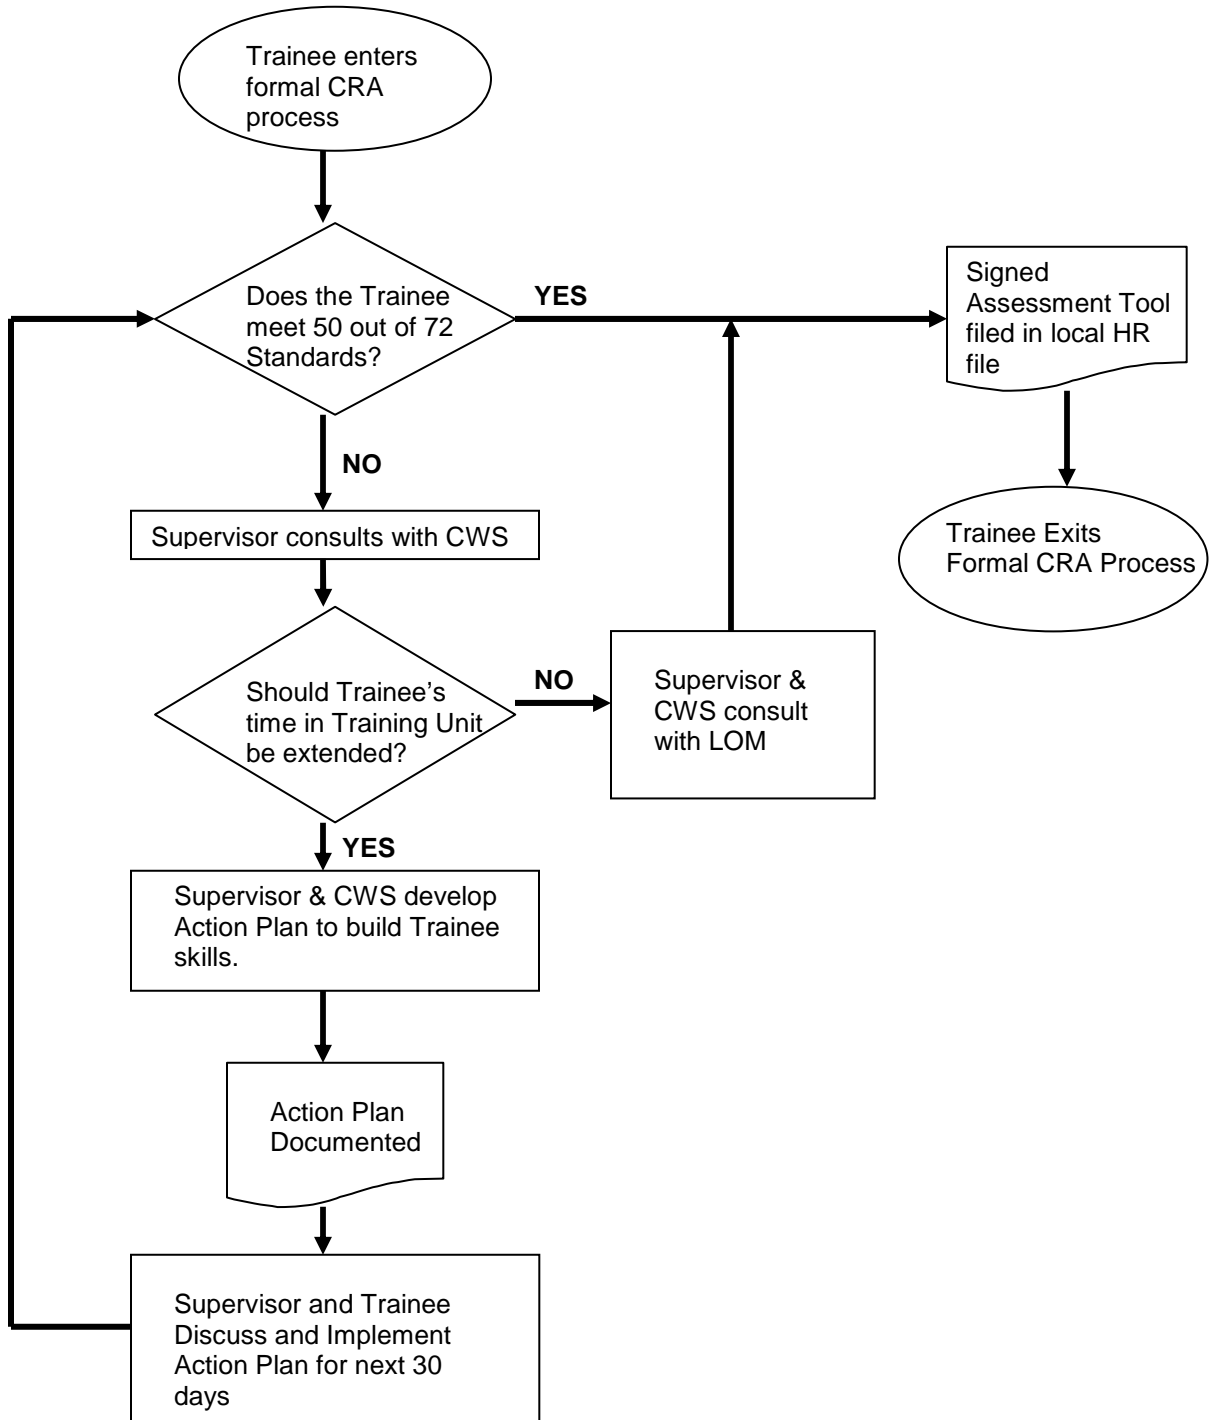 Trainee enters
formal CRA
process
Does the Trainee
meet 50 out of 72
Standards?
YES
Signed
Assessment Tool
filed in local HR
file
NO
Supervisor consults with CWS
Trainee Exits
Formal CRA Process
Should Trainee’s
time in Training Unit
be extended?
NO
Supervisor &
CWS consult
with LOM
YES
Supervisor & CWS develop
Action Plan to build Trainee
skills.
Action Plan
Documented
Supervisor and Trainee
Discuss and Implement
Action Plan for next 30
days